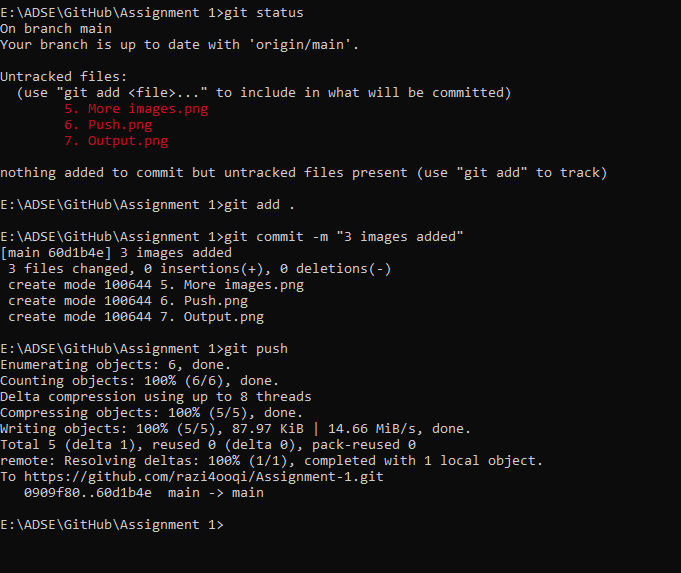 E:\ADSE\GitHub\Assignment 1>git status
On branch main
Your branch is up to date with 'origin/main'.
Untracked files:
(use "git add <file>..." to include in what will be committed)
5. More images.png
6. Push.png
7. Output.png
nothing added to commit but untracked files present (use "git add" to track)
E:\ADSE\GitHub\Assignment 1>git add .
E:\ADSE\GitHub\Assignment 1>git commit -m "3 images added"
[main 60d1b4e] 3 images added
3 files changed, 0 insertions(+), 0 deletions(-)
create mode 100644 5. More images.png
create mode 100644 6. Push.png
create mode 100644 7. Output.png
E:\ADSE\GitHub\Assignment 1>git push
Enumerating objects: 6, done.
Counting objects: 100% (6/6), done.
Delta compression using up to 8 threads
Compressing objects: 100% (5/5), done.
Writing objects: 100% (5/5), 87.97 KiB | 14.66 MiB/s, done.
Total 5 (delta 1), reused 0 (delta 0), pack-reused 0
remote: Resolving deltas: 100% (1/1), completed with 1 local object.
To https://github.com/razi4ooqi/Assignment-1.git
0909f80..60d1b4e  main -> main
E:\ADSE\GitHub\Assignment 1>